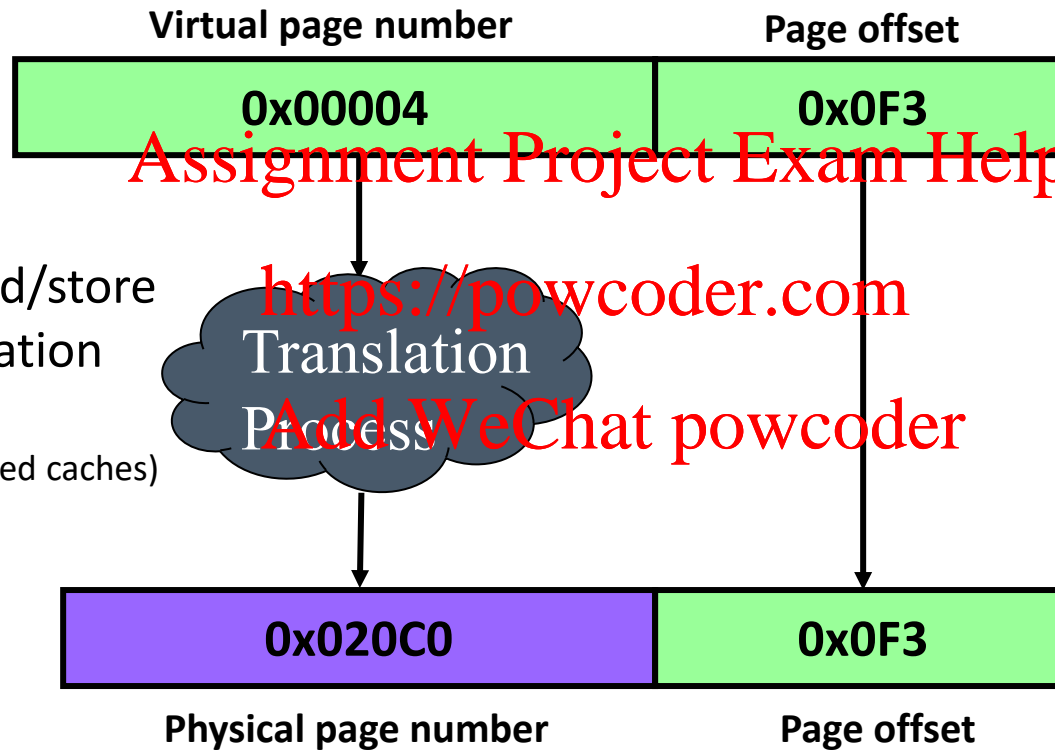 Virtual page number Page offset
0x00004 0x0F3
Assignment Project Exam Help
d/store
https://powcoder.com
ation
Translation
Process
Add WeChat powcoder
ed caches)
0x020C0 0x0F3
Physical page number Page offset